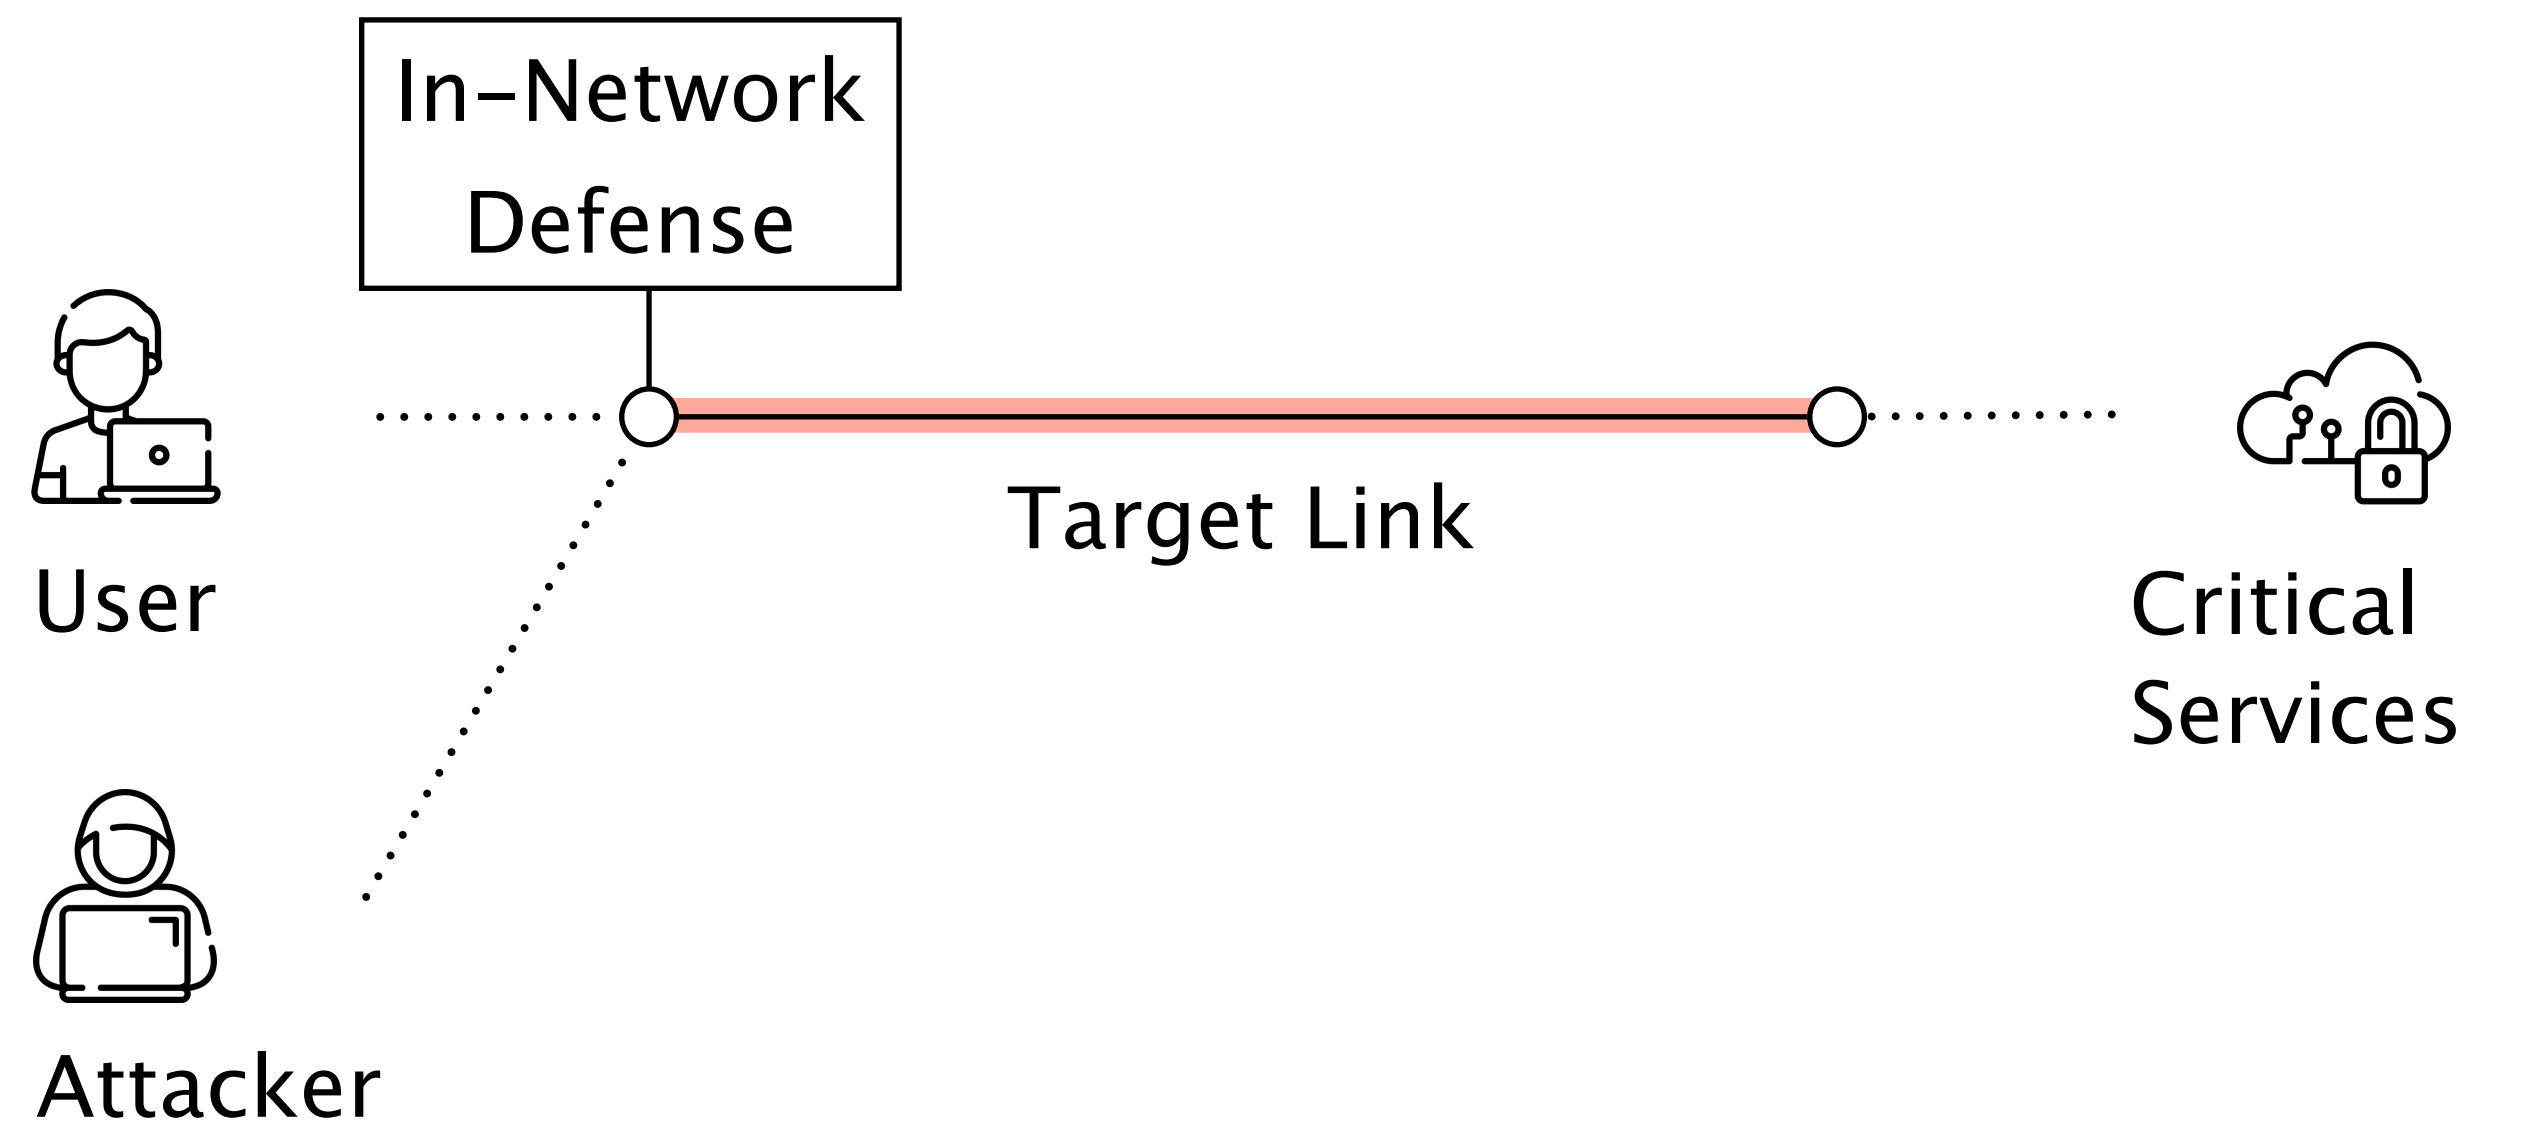 In-Network
Defense
Target Link
User
Critical
Services
Attacker